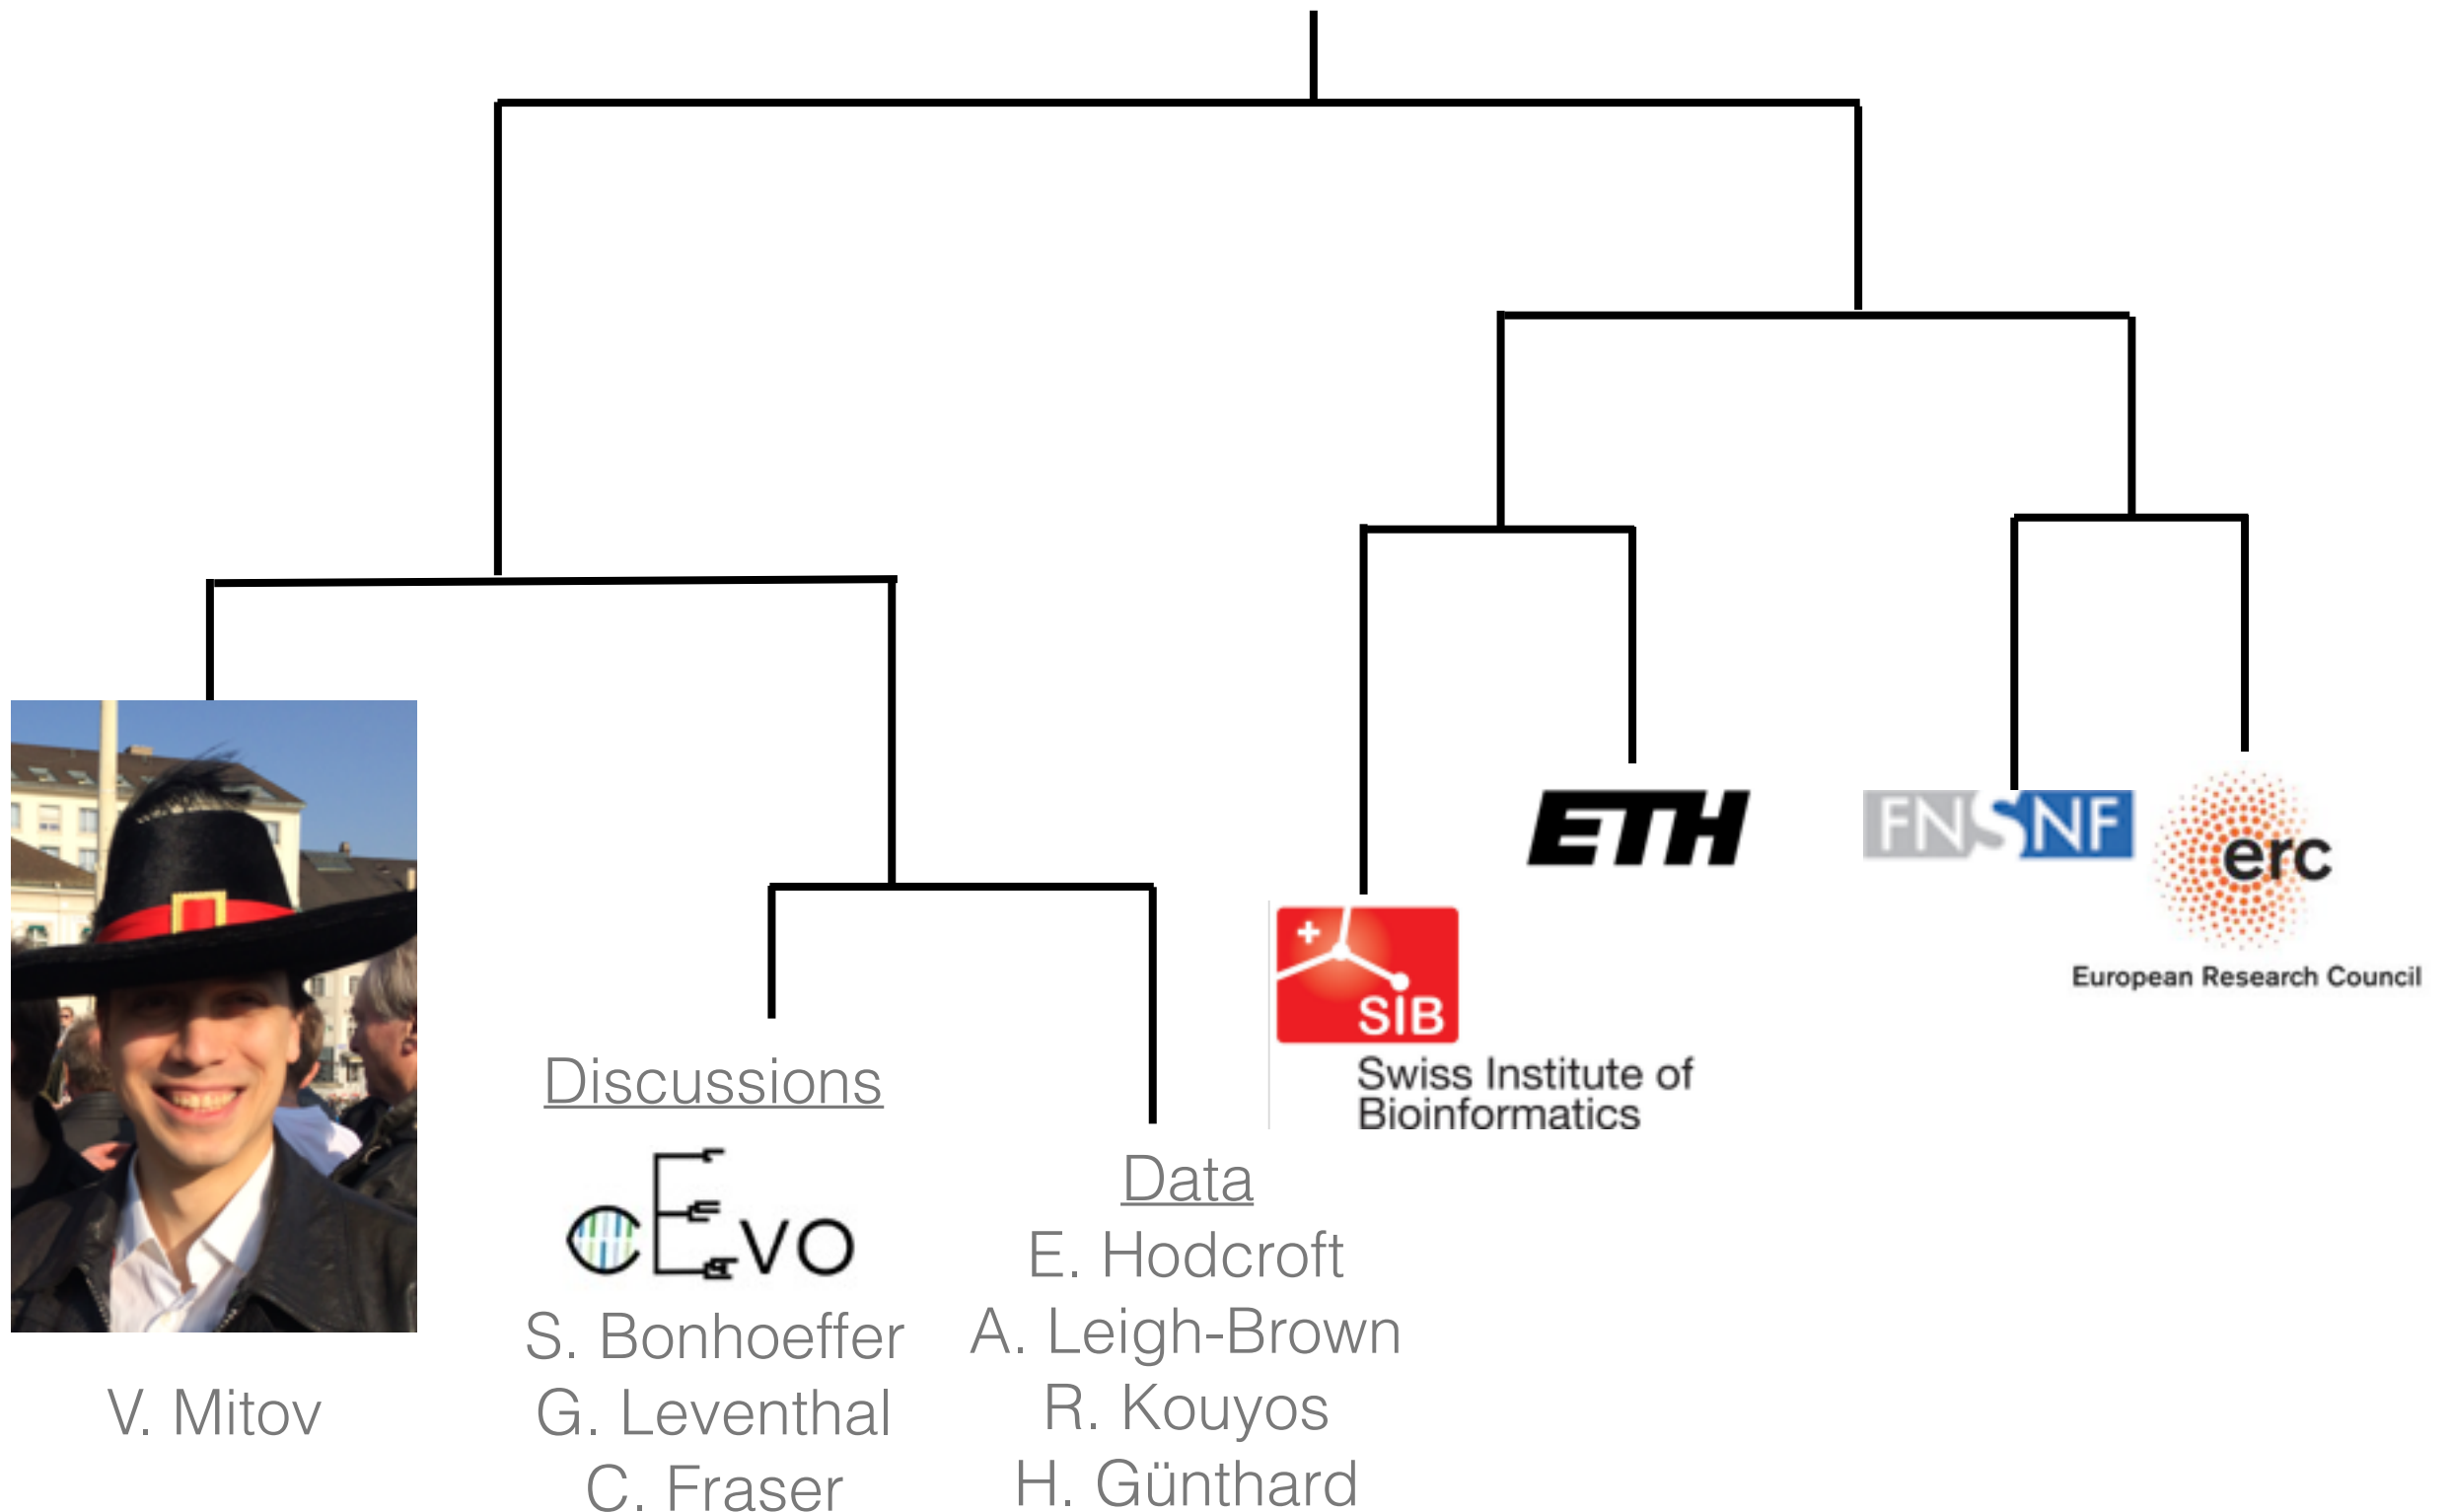 ETH
FNSNF
erc
European Research Council
SIB
Swiss Institute of
Bioinformatics
Discussions
cEvo
S. Bonhoeffer
G. Leventhal
C. Fraser
Data
E. Hodcroft
A. Leigh-Brown
R. Kouyos
H. Günthard
V. Mitov